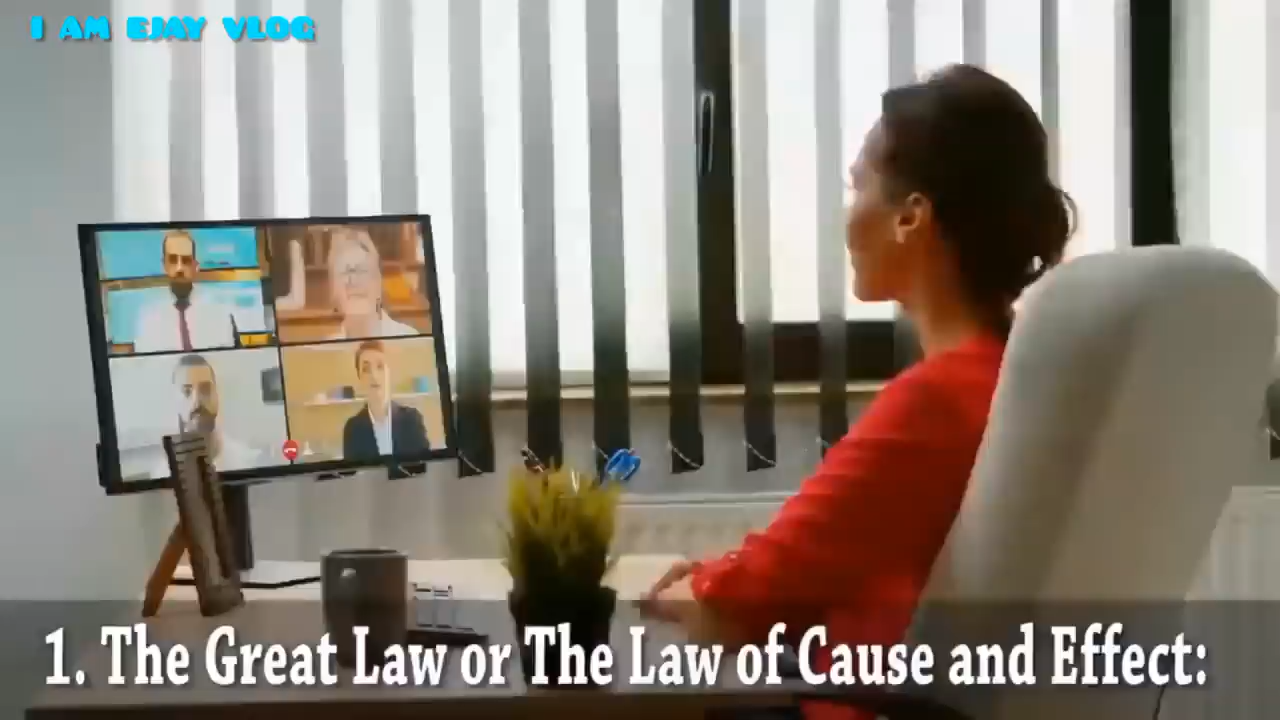 I AM EJAY VLOG
1. The Great Law or The Law of Cause and Effect: